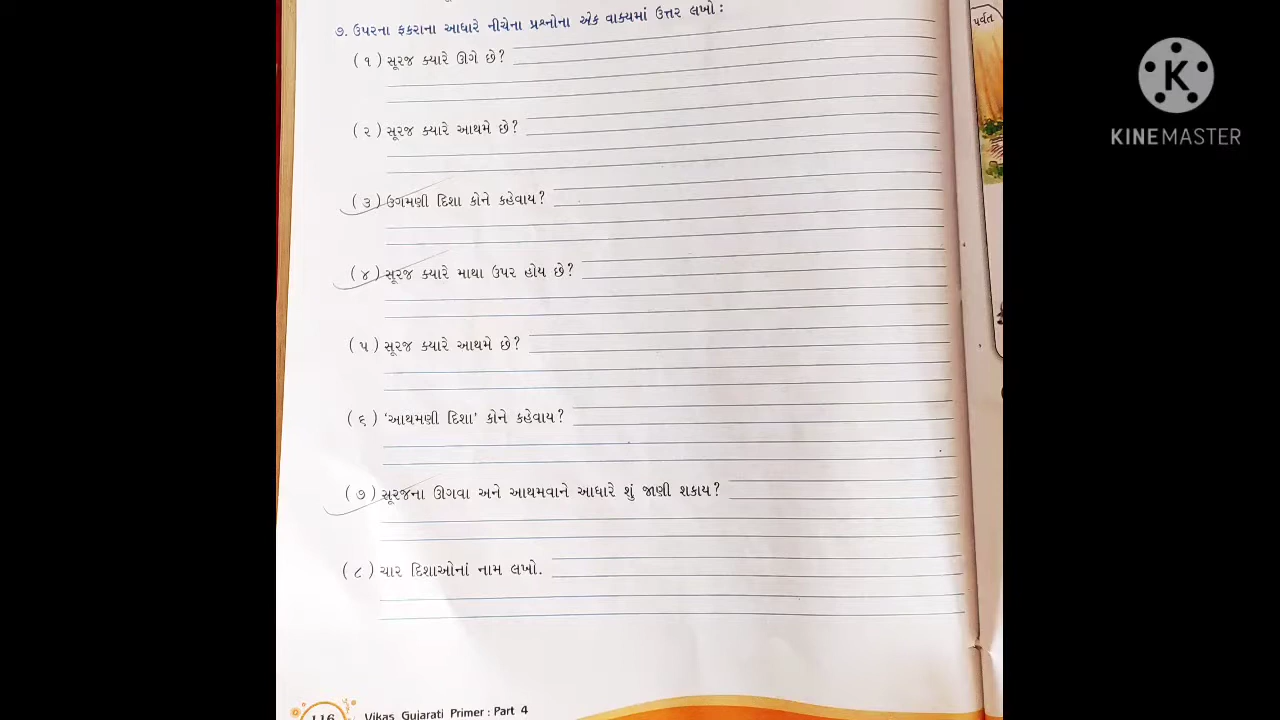 ૭. ઉપરના ફકરાના આધારે નીચેના પ્રશ્નોના એક વાક્યમાં ઉત્તર લખો :
પર્વત
(૧) સૂરજ ક્યારે ઊગે છે?
K
KINEMASTER
(૨) સૂરજ ક્યારે આથમે છે?
(૩) ઉગમણી દિશા કોને કહેવાય?
(૪) સૂરજ ક્યારે માથા ઉપર હોય છે?
(૫) સૂરજ ક્યારે આથમે છે?
(૬) ‘આથમણી દિશા’ કોને કહેવાય?
(૭) સૂરજના ઊગવા અને આથમવાને આધારે શું જાણી શકાય?
(૮) ચાર દિશાઓનાં નામ લખો.
116 Vikas Gujarati Primer : Part 4